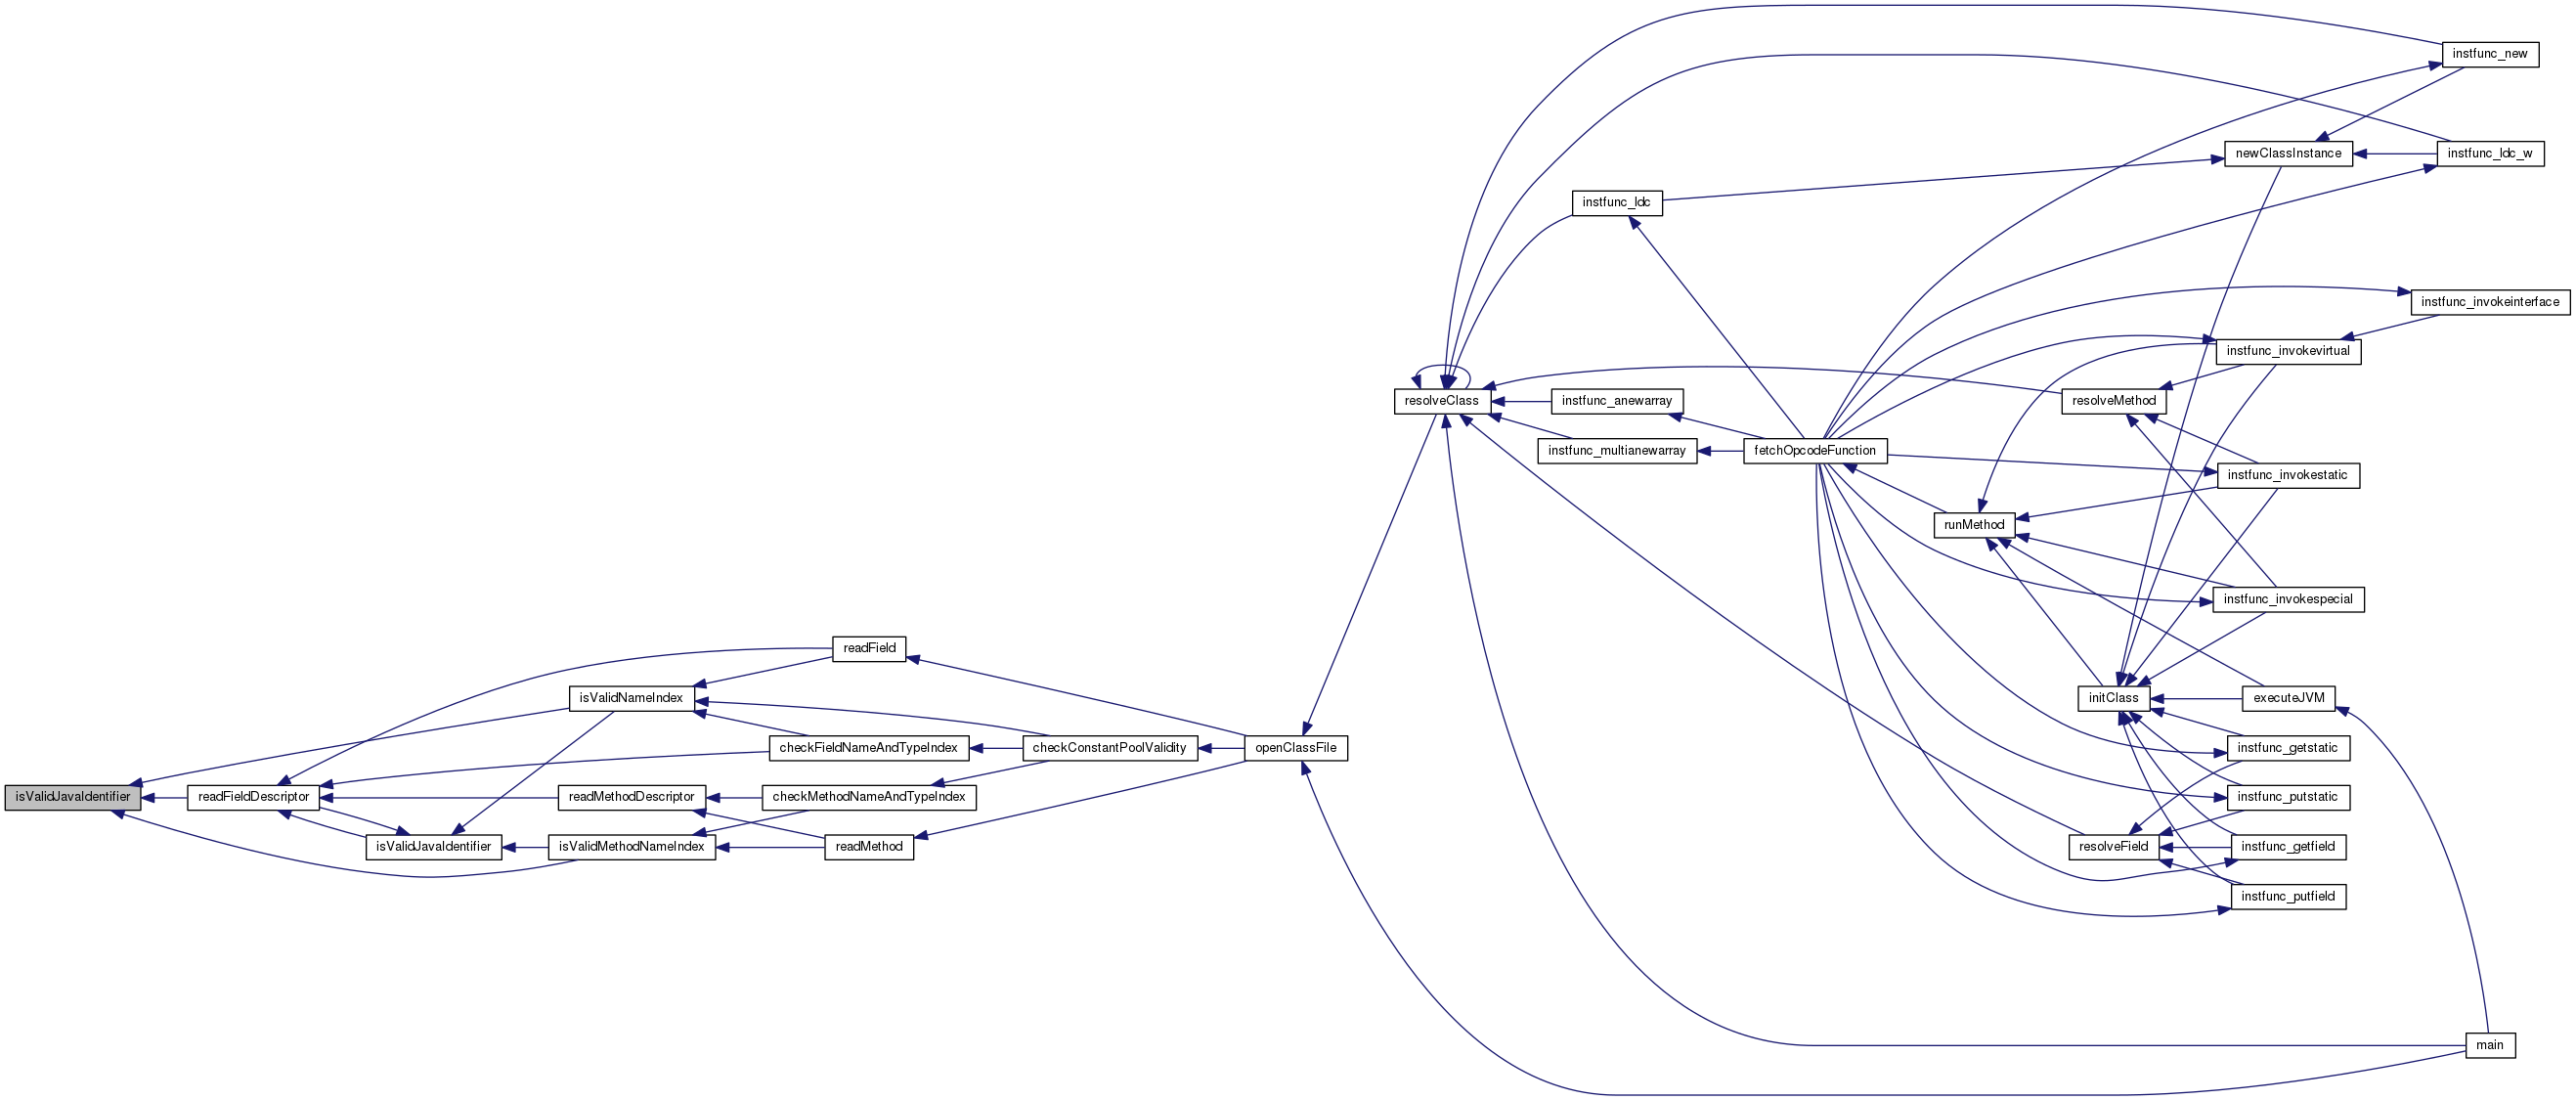 isValidJavaIdentifier
readFieldDescriptor
isValidJavaIdentifier
isValidNameIndex
readMethodDescriptor
isValidMethodNameIndex
readField
checkFieldNameAndTypeIndex
checkMethodNameAndTypeIndex
readMethod
checkConstantPoolValidity
openClassFile
resolveClass
instfunc_ldc
instfunc_anewarray
instfunc_multianewarray
fetchOpcodeFunction
runMethod
resolveMethod
initClass
resolveField
newClassInstance
instfunc_new
instfunc_ldc_w
instfunc_invokeinterface
instfunc_invokevirtual
instfunc_invokestatic
instfunc_invokespecial
executeJVM
instfunc_getstatic
instfunc_putstatic
instfunc_getfield
instfunc_putfield
main